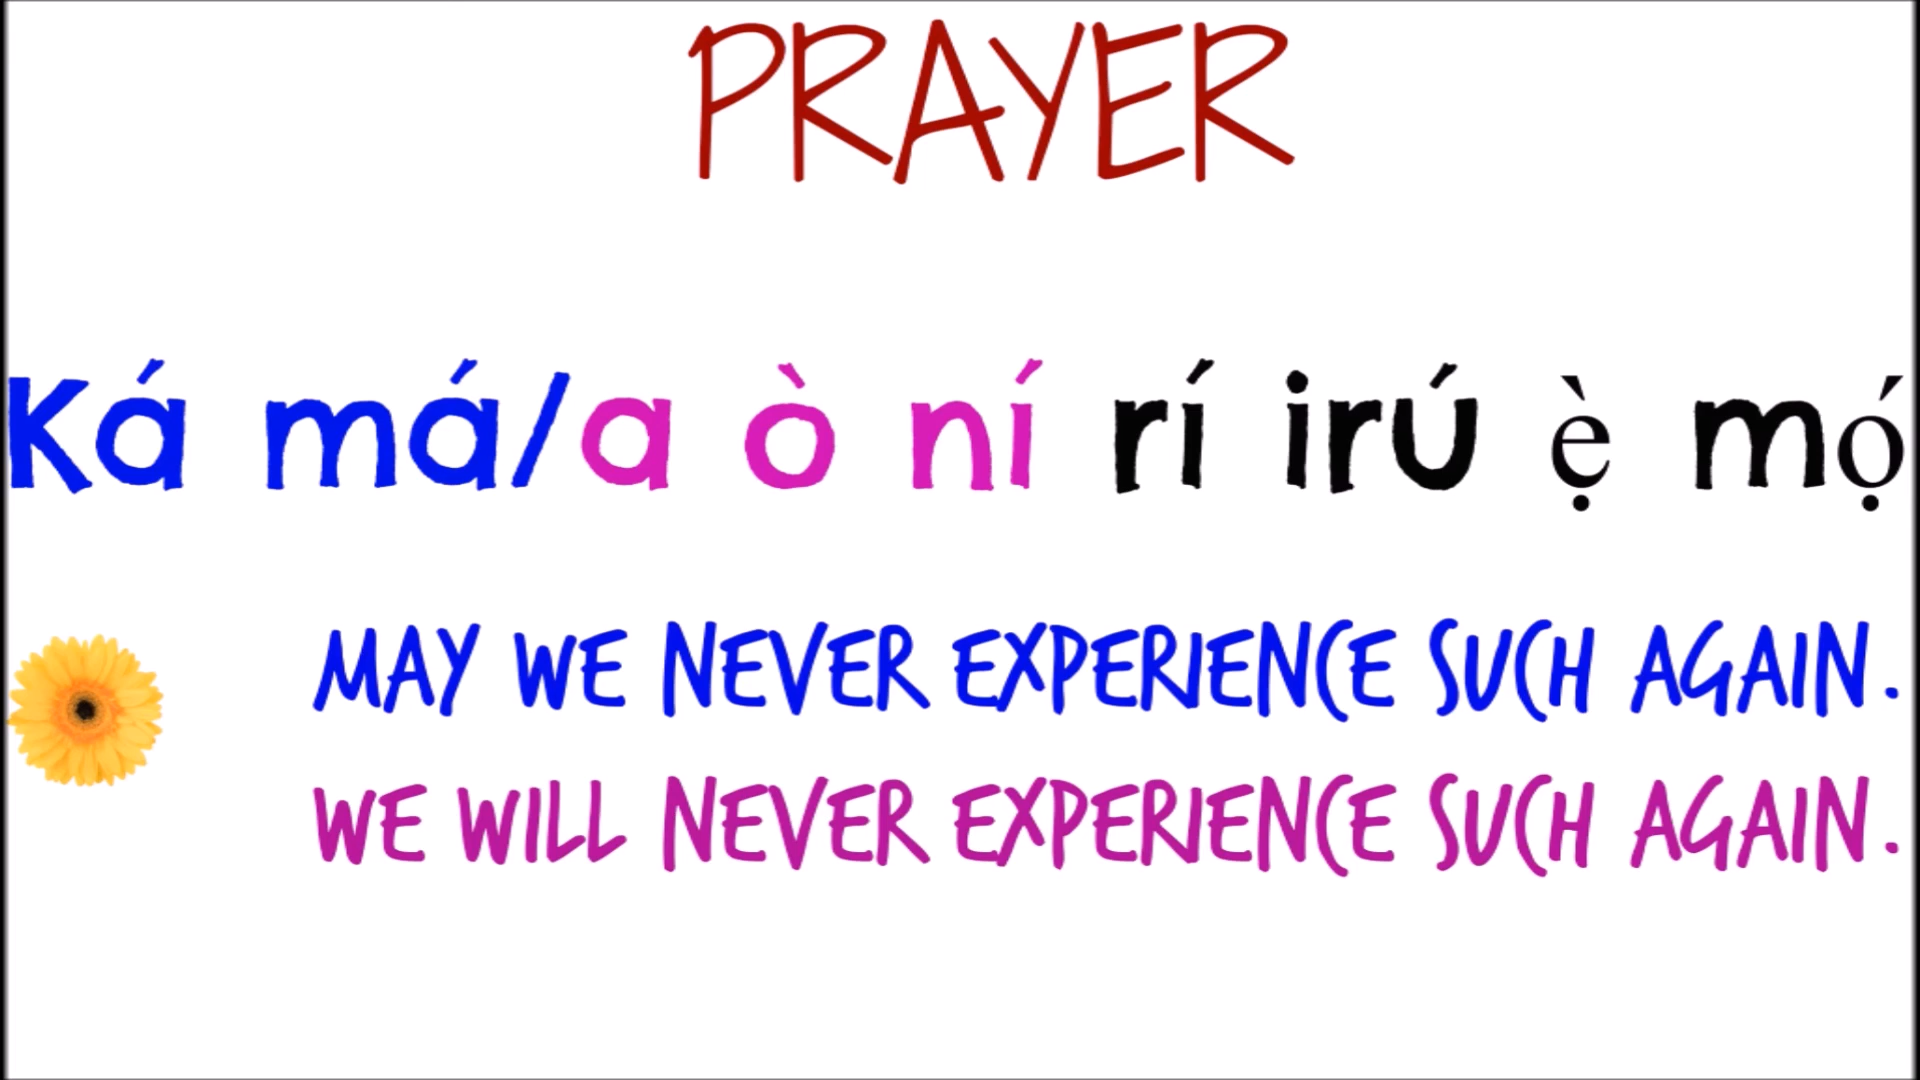 PRAYER
Ká má/a ò ní rí irú ẹ̀ mọ́
MAY WE NEVER EXPERIENCE SUCH AGAIN.
WE WILL NEVER EXPERIENCE SUCH AGAIN.